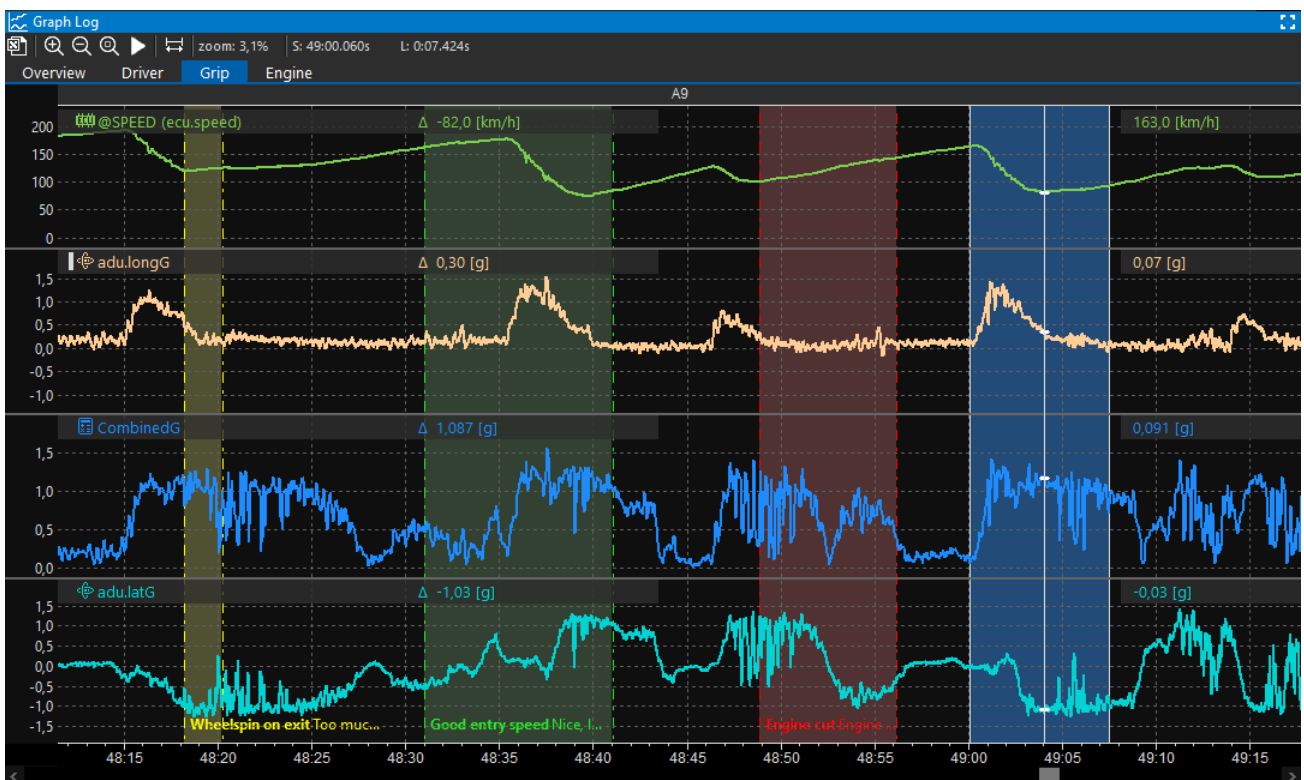 Graph Log
zoom: 3,1% S: 49:00.060s L: 0:07.424s
Overview Driver Grip Engine
A9
@SPEED (ecu.speed) Δ -82,0 [km/h] 163,0 [km/h]
200
150
100
50
0
adu.longG Δ 0,30 [g] 0,07 [g]
1,5
1,0
0,5
0,0
-0,5
-1,0
CombinedG Δ 1,087 [g] 0,091 [g]
1,5
1,0
0,5
0,0
adu.latG Δ -1,03 [g] -0,03 [g]
1,5
1,0
0,5
0,0
-0,5
-1,0
-1,5
Wheelspin on exit Too muc... Good entry speed Nice, I... Engine cut Engine ...
48:15 48:20 48:25 48:30 48:35 48:40 48:45 48:50 48:55 49:00 49:05 49:10 49:15